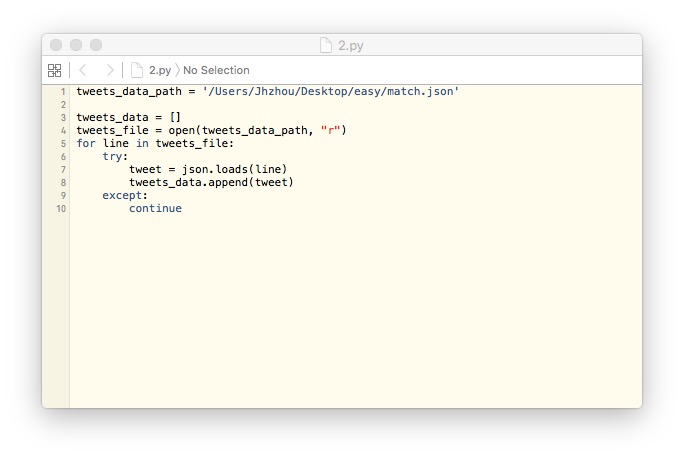 2.py
2.py 〉No Selection
1 tweets_data_path = '/Users/Jhzhou/Desktop/easy/match.json'
2
3 tweets_data = []
4 tweets_file = open(tweets_data_path, "r")
5 for line in tweets_file:
6     try:
7         tweet = json.loads(line)
8         tweets_data.append(tweet)
9     except:
10         continue